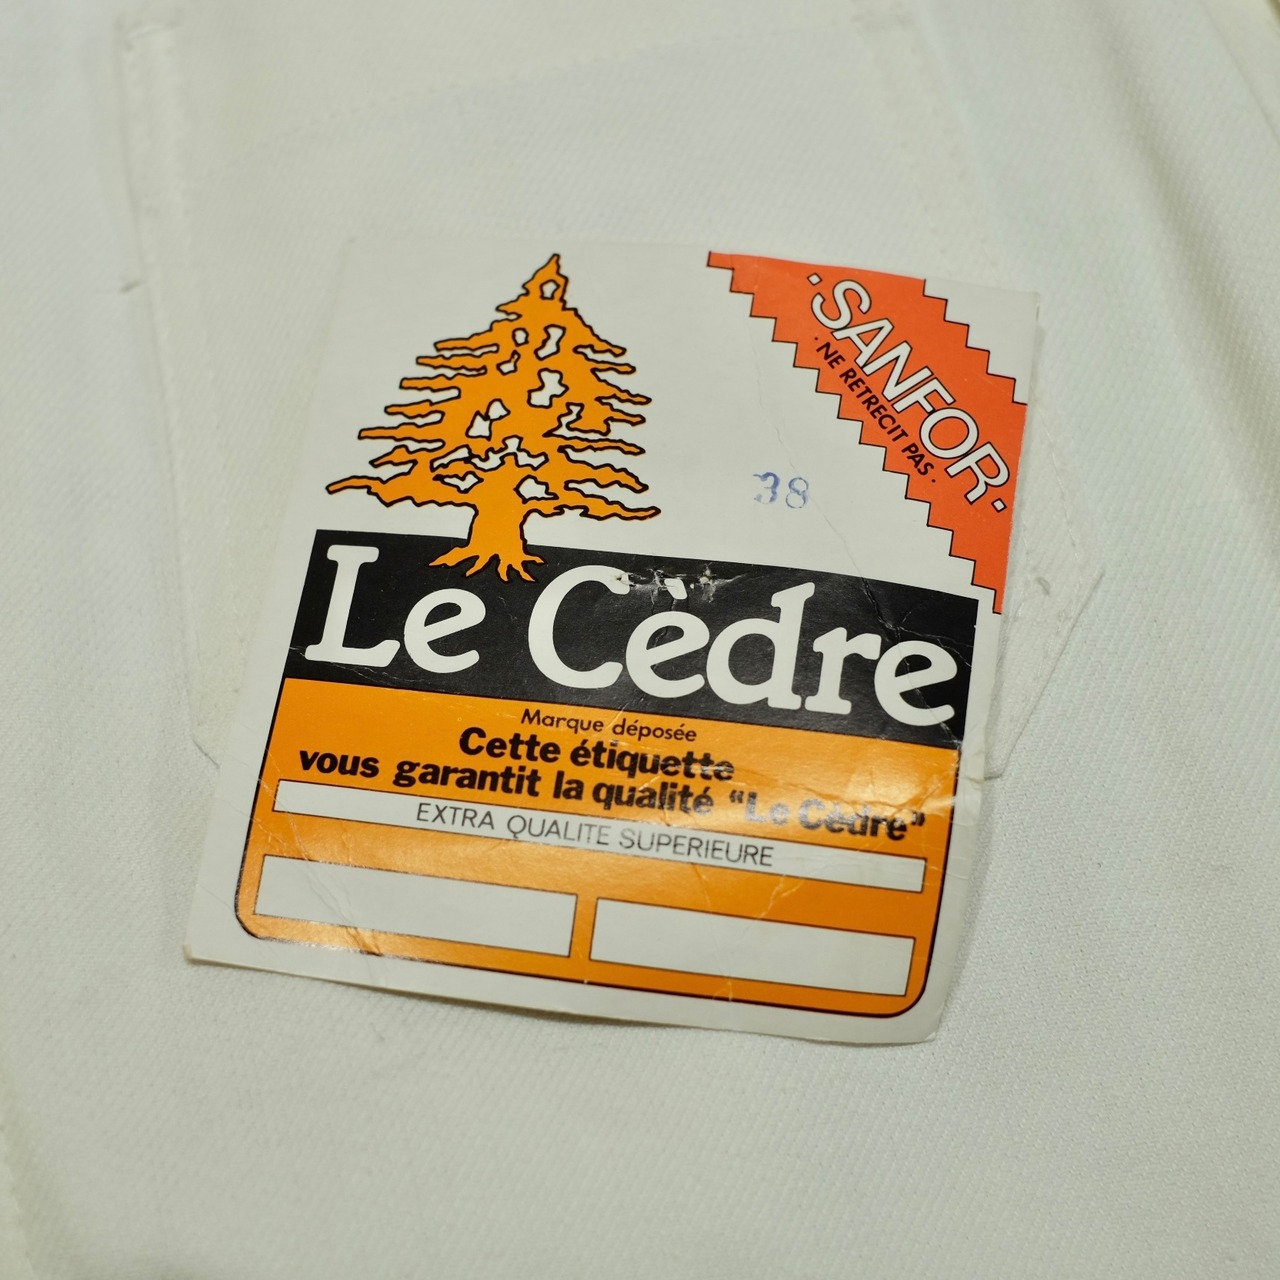 · SANFOR ·
· NE RETRECIT PAS ·
38
Le Cèdre
Marque déposée
Cette étiquette
vous garantit la qualité “Le Cèdre”
EXTRA QUALITE SUPERIEURE